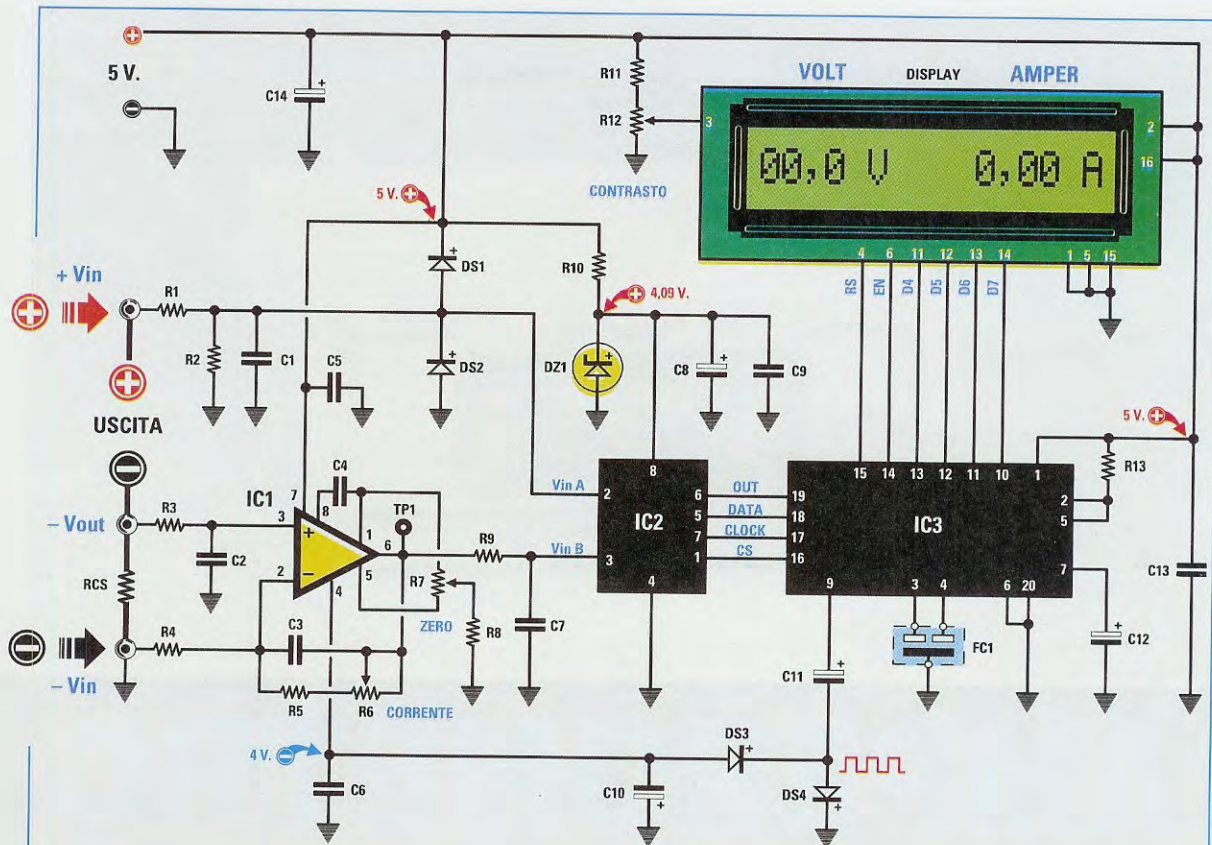 5 V.
C14
R11
R12
CONTRASTO
VOLT DISPLAY AMPER
3
2
16
00,0 V 0,00 A
4 6 11 12 13 14
1 5 15
RS EN D4 D5 D6 D7
5 V.
DS1
R10
4,09 V.
+ Vin
R1
R2
C1
C5
DS2
DZ1
C8
C9
USCITA
5 V.
IC1
7
C4
8
TP1
Vin A
2
8
6
OUT
19
15 14 13 12 11 10 1
R13
2
5
– Vout
R3
3
+
1
6
R9
Vin B
3
IC2
5
DATA
18
IC3
7
CLOCK
17
1
CS
16
C2
2
–
4
5
R7
4
9
3 4
6 20
7
C13
RCS
R4
C3
ZERO
R8
C7
FC1
C12
– Vin
R5
R6
CORRENTE
C11
4 V.
DS3
C6
C10
DS4